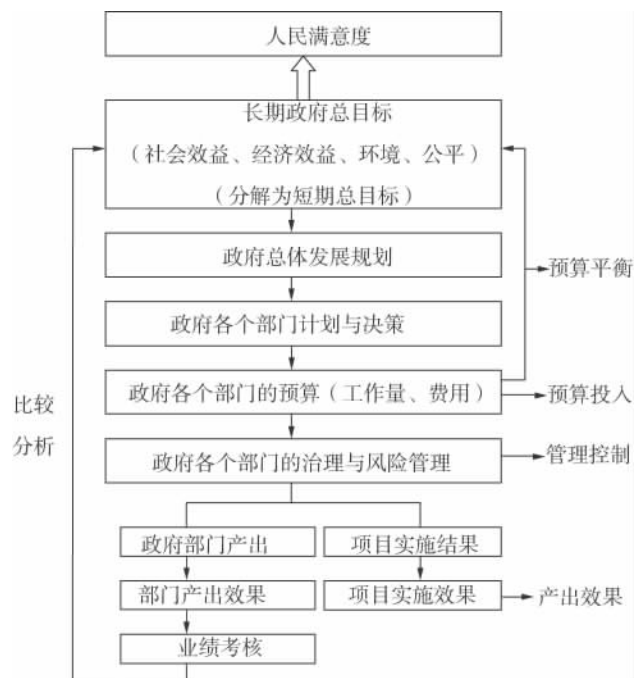 人民满意度
长期政府总目标
（社会效益、经济效益、环境、公平）
（分解为短期总目标）
政府总体发展规划
预算平衡
政府各个部门计划与决策
政府各个部门的预算（工作量、费用）
预算投入
比较
分析
政府各个部门的治理与风险管理
管理控制
政府部门产出
项目实施结果
部门产出效果
项目实施效果
产出效果
业绩考核